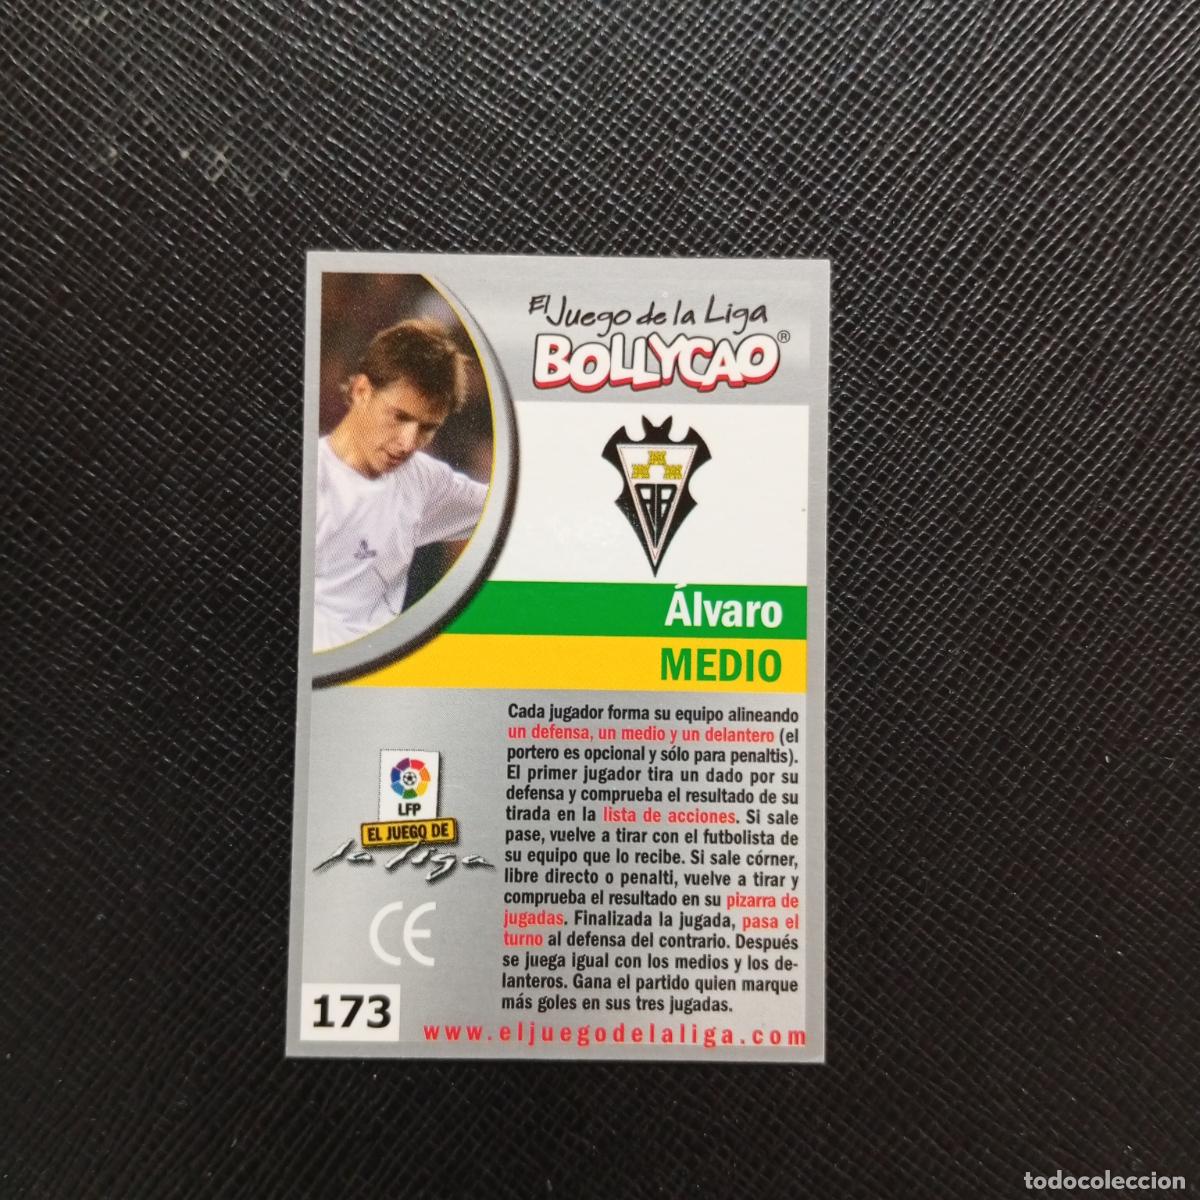 El Juego de la Liga
BOLLYCAO®
AB
Álvaro
MEDIO
Cada jugador forma su equipo alineando
un defensa, un medio y un delantero (el
portero es opcional y sólo para penaltis).
El primer jugador tira un dado por su
defensa y comprueba el resultado de su
tirada en la lista de acciones. Si sale
pase, vuelve a tirar con el futbolista de
su equipo que lo recibe. Si sale córner,
libre directo o penalti, vuelve a tirar y
comprueba el resultado en su pizarra de
jugadas. Finalizada la jugada, pasa el
turno al defensa del contrario. Después
se juega igual con los medios y los de-
lanteros. Gana el partido quien marque
más goles en sus tres jugadas.
LFP
EL JUEGO DE
la liga
CE
173
www.eljuegodelaliga.com
todocoleccion